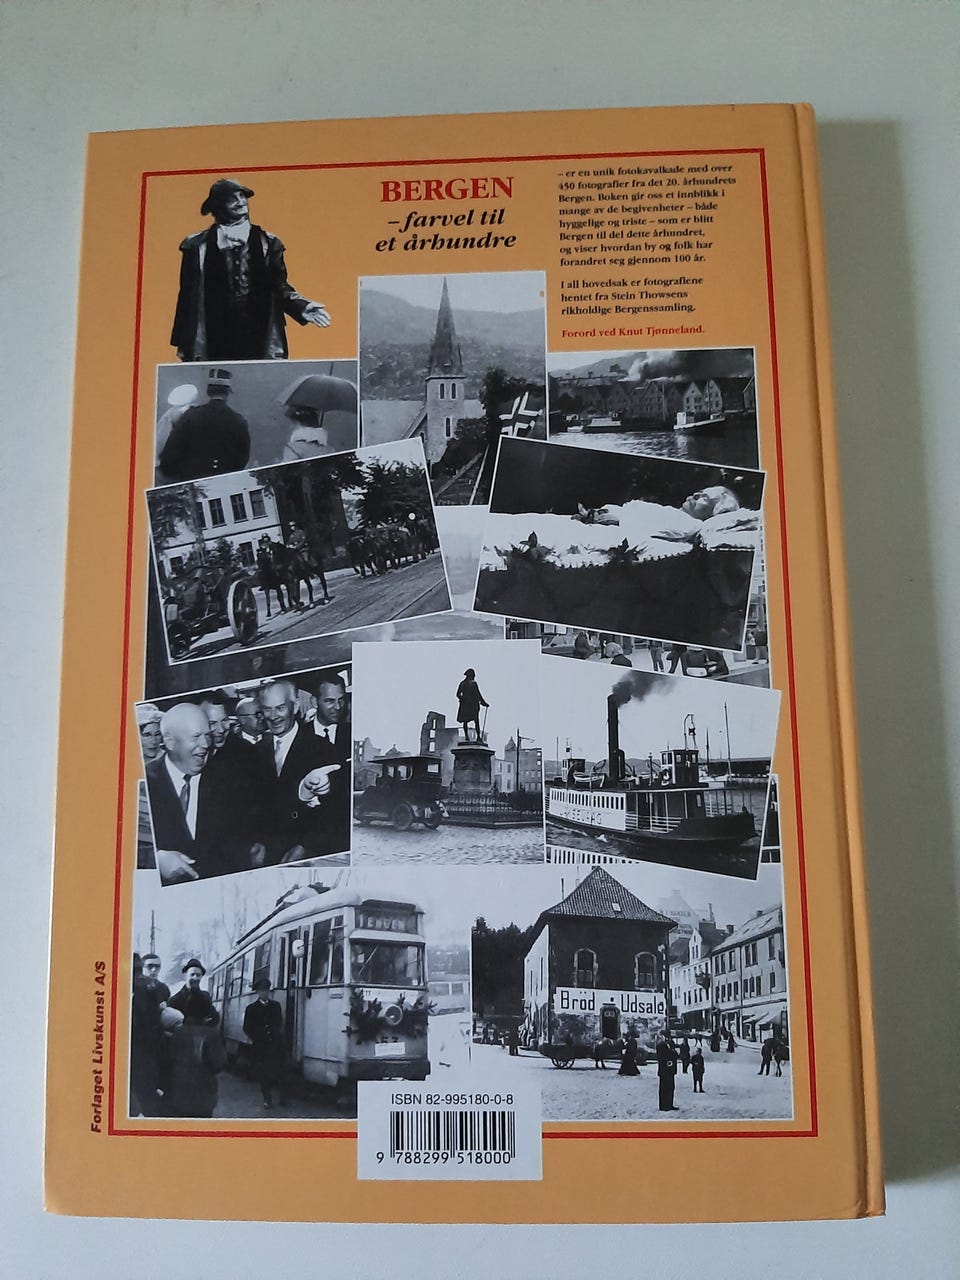 BERGEN
– farvel til
et århundre
– er en unik fotokavalkade med over
450 fotografier fra det 20. århundrets
Bergen. Boken gir oss et innblikk i
mange av de begivenheter – både
hyggelige og triste – som er blitt
Bergen til del dette århundret,
og viser hvordan by og folk har
forandret seg gjennom 100 år.
I all hovedsak er fotografiene
hentet fra Stein Thowsens
rikholdige Bergenssamling.
Forord ved Knut Tjønneland.
Bröd Udsalg
Forlaget Livskunst A/S
ISBN 82-995180-0-8
9 788299 518000